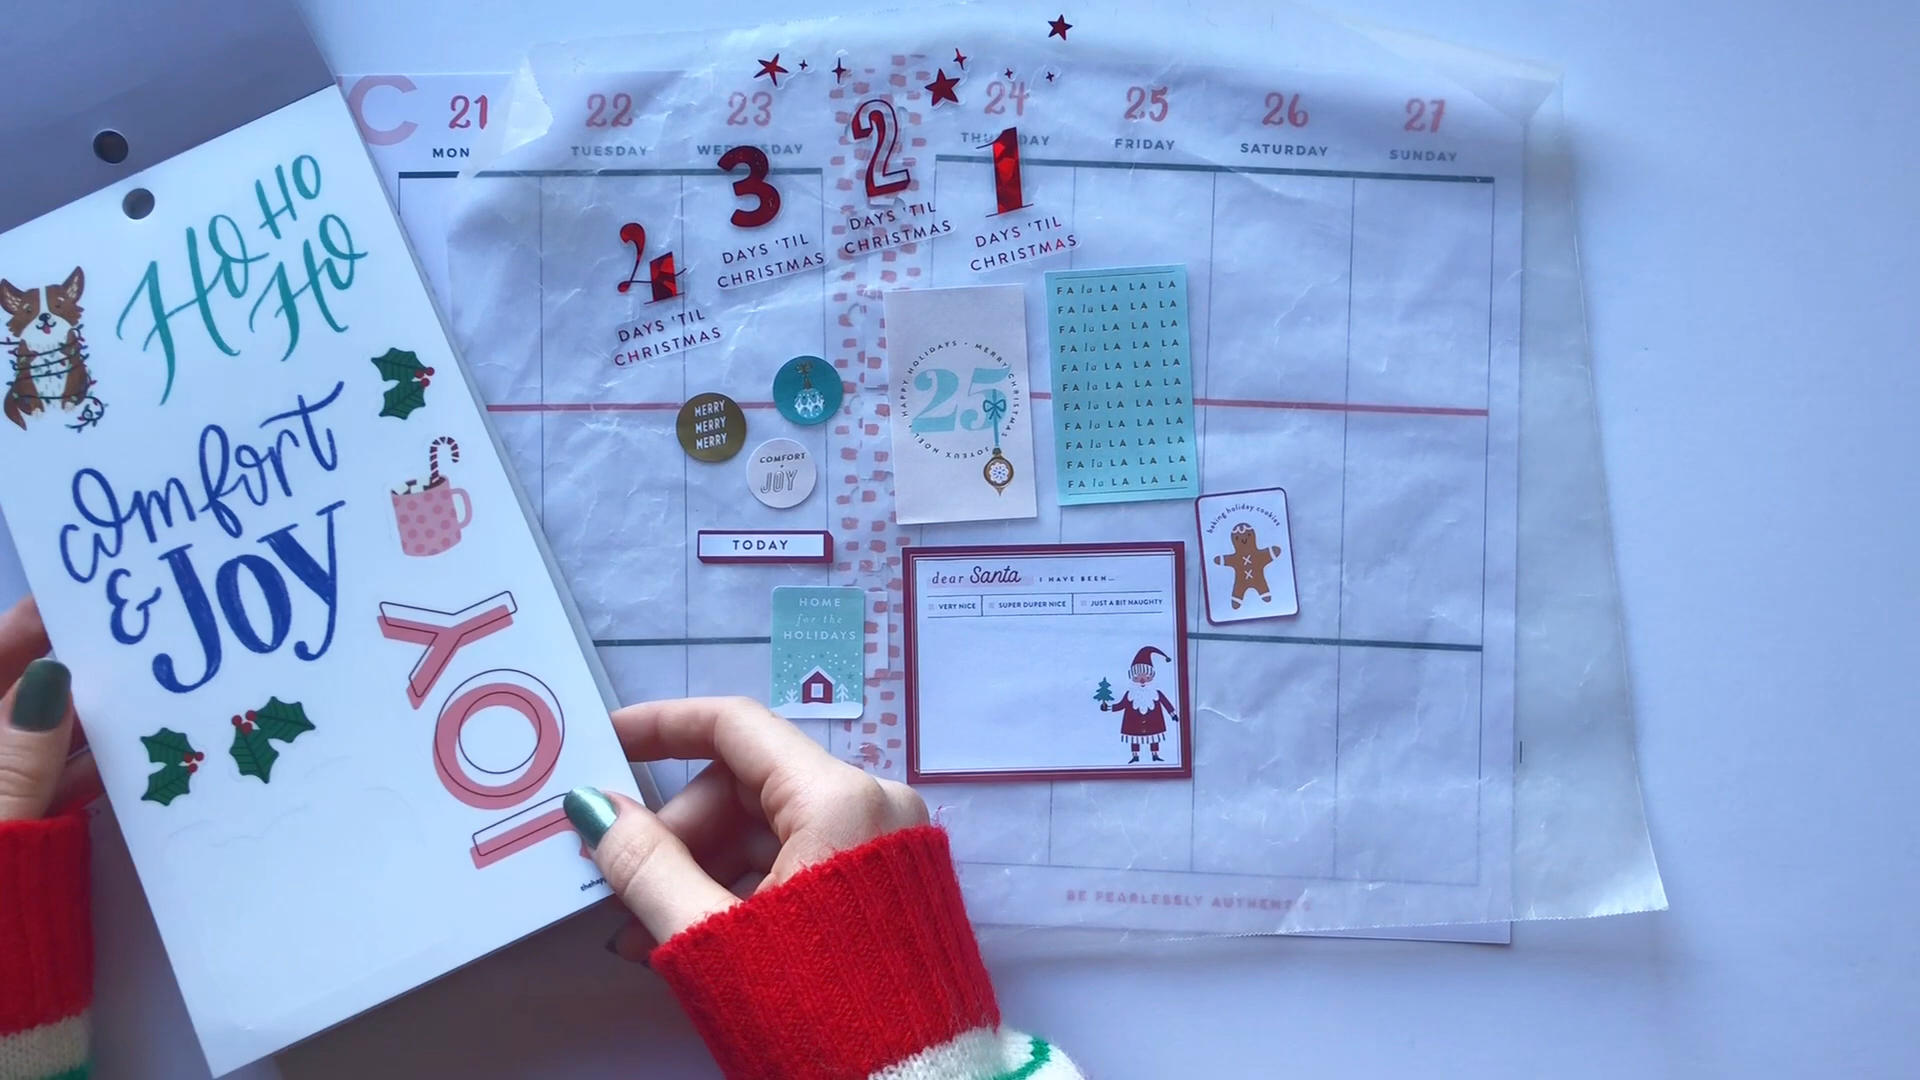 HO HO
HO
Comfort
& Joy
JOY
C
21
22
23
24
25
26
27
MON
TUESDAY
WEDNESDAY
THURSDAY
FRIDAY
SATURDAY
SUNDAY
4
DAYS 'TIL
CHRISTMAS
3
DAYS 'TIL
CHRISTMAS
2
DAYS 'TIL
CHRISTMAS
1
DAYS 'TIL
CHRISTMAS
MERRY
MERRY
MERRY
COMFORT
+
JOY
HAPPY HOLIDAYS • MERRY CHRISTMAS
JOYEUX NOEL
25
FA la LA LA LA
FA la LA LA LA
FA la LA LA LA
FA la LA LA LA
FA la LA LA LA
FA la LA LA LA
FA la LA LA LA
FA la LA LA LA
FA la LA LA LA
FA la LA LA LA
FA la LA LA LA
TODAY
HOME
for the
HOLIDAYS
dear Santa I HAVE BEEN...
VERY NICE
SUPER DUPER NICE
JUST A BIT NAUGHTY
baking holiday cookies
BE FEARLESSLY AUTHENTIC